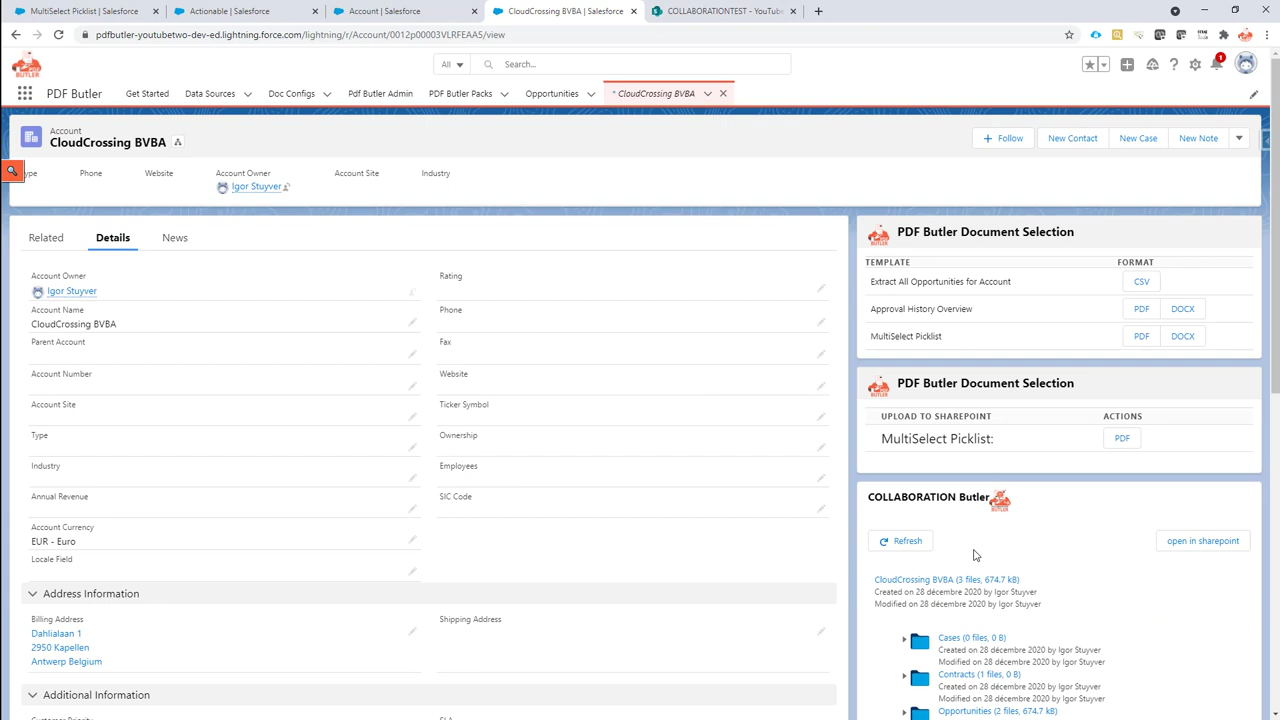 MultiSelect Picklist | Salesforce
Actionable | Salesforce
Account | Salesforce
CloudCrossing BVBA | Salesforce
COLLABORATIONTEST - YouTube
pdfbutler-youtubetwo-dev-ed.lightning.force.com/lightning/r/Account/0012p00003VLRFEAA5/view
BUTLER
All
Search...
1
PDF Butler
Get Started
Data Sources
Doc Configs
Pdf Butler Admin
PDF Butler Packs
Opportunities
* CloudCrossing BVBA
Account
CloudCrossing BVBA
+ Follow
New Contact
New Case
New Note
ype
Phone
Website
Account Owner
Account Site
Industry
Igor Stuyver
Related
Details
News
Account Owner
Igor Stuyver
Rating
Account Name
CloudCrossing BVBA
Phone
Parent Account
Fax
Account Number
Website
Account Site
Ticker Symbol
Type
Ownership
Industry
Employees
Annual Revenue
SIC Code
Account Currency
EUR - Euro
Locale Field
Address Information
Billing Address
Dahlialaan 1
2950 Kapellen
Antwerp Belgium
Shipping Address
Additional Information
Customer Priority
SLA
PDF Butler Document Selection
TEMPLATE
FORMAT
Extract All Opportunities for Account
CSV
Approval History Overview
PDF
DOCX
MultiSelect Picklist
PDF
DOCX
PDF Butler Document Selection
UPLOAD TO SHAREPOINT
ACTIONS
MultiSelect Picklist:
PDF
COLLABORATION Butler
Refresh
open in sharepoint
CloudCrossing BVBA (3 files, 674.7 kB)
Created on 28 décembre 2020 by Igor Stuyver
Modified on 28 décembre 2020 by Igor Stuyver
Cases (0 files, 0 B)
Created on 28 décembre 2020 by Igor Stuyver
Modified on 28 décembre 2020 by Igor Stuyver
Contracts (1 files, 0 B)
Created on 28 décembre 2020 by Igor Stuyver
Modified on 28 décembre 2020 by Igor Stuyver
Opportunities (2 files, 674.7 kB)